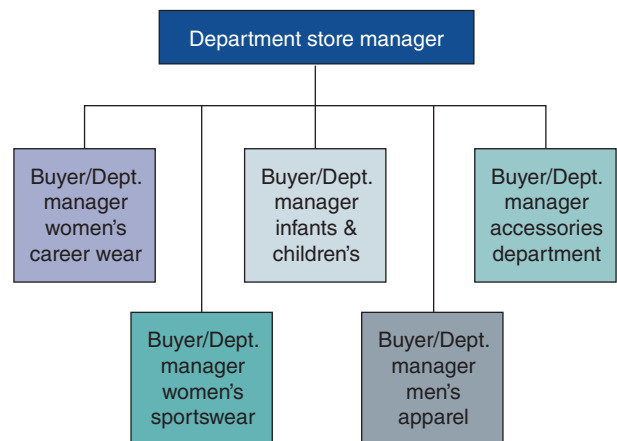 Department store manager
Buyer/Dept.
manager
women's
career wear
Buyer/Dept.
manager
infants &
children's
Buyer/Dept.
manager
accessories
department
Buyer/Dept.
manager
women's
sportswear
Buyer/Dept.
manager
men's
apparel